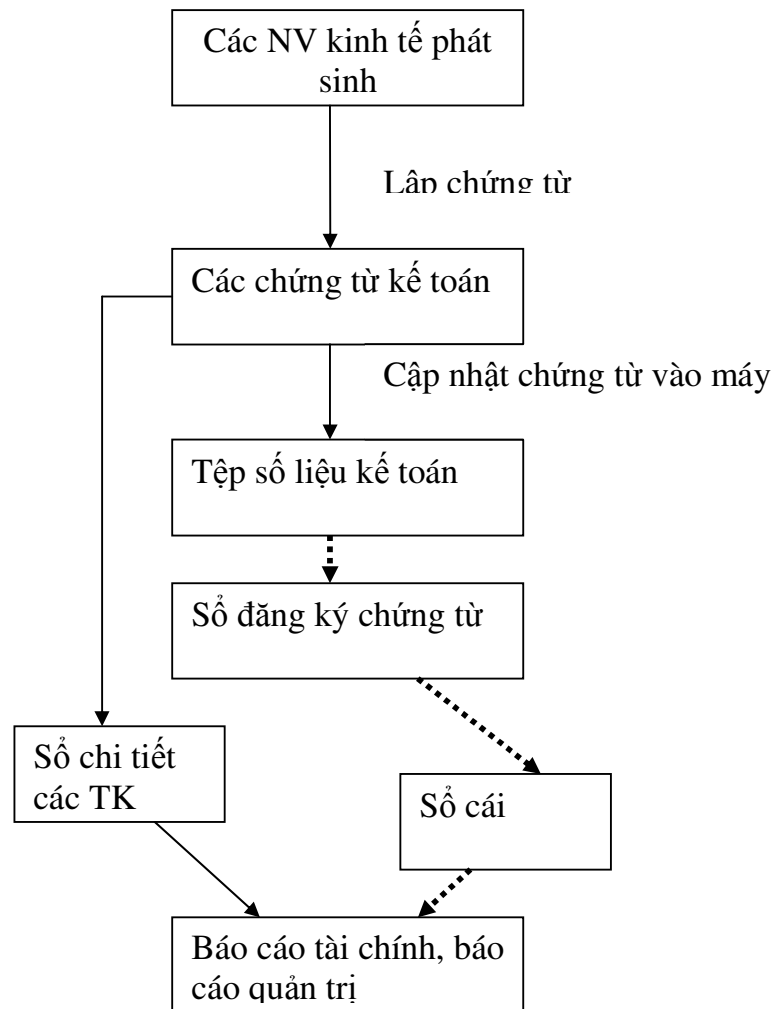 Các NV kinh tế phát
sinh
Lập chứng từ
Các chứng từ kế toán
Cập nhật chứng từ vào máy
Tệp số liệu kế toán
Sổ đăng ký chứng từ
Sổ chi tiết
các TK
Sổ cái
Báo cáo tài chính, báo
cáo quản trị